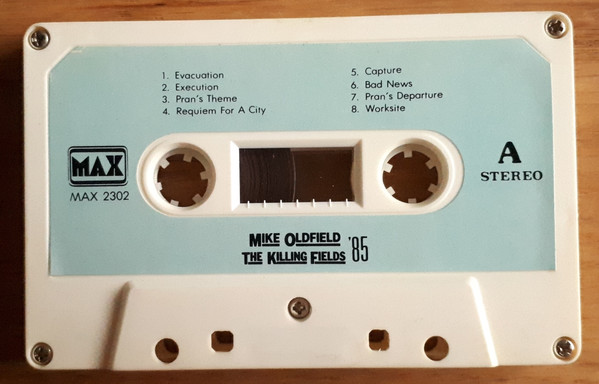 1. Evacuation
2. Execution
3. Pran's Theme
4. Requiem For A City
5. Capture
6. Bad News
7. Pran's Departure
8. Worksite
MAX
MAX 2302
A
STEREO
MIKE OLDFIELD
THE KILLING FIELDS '85